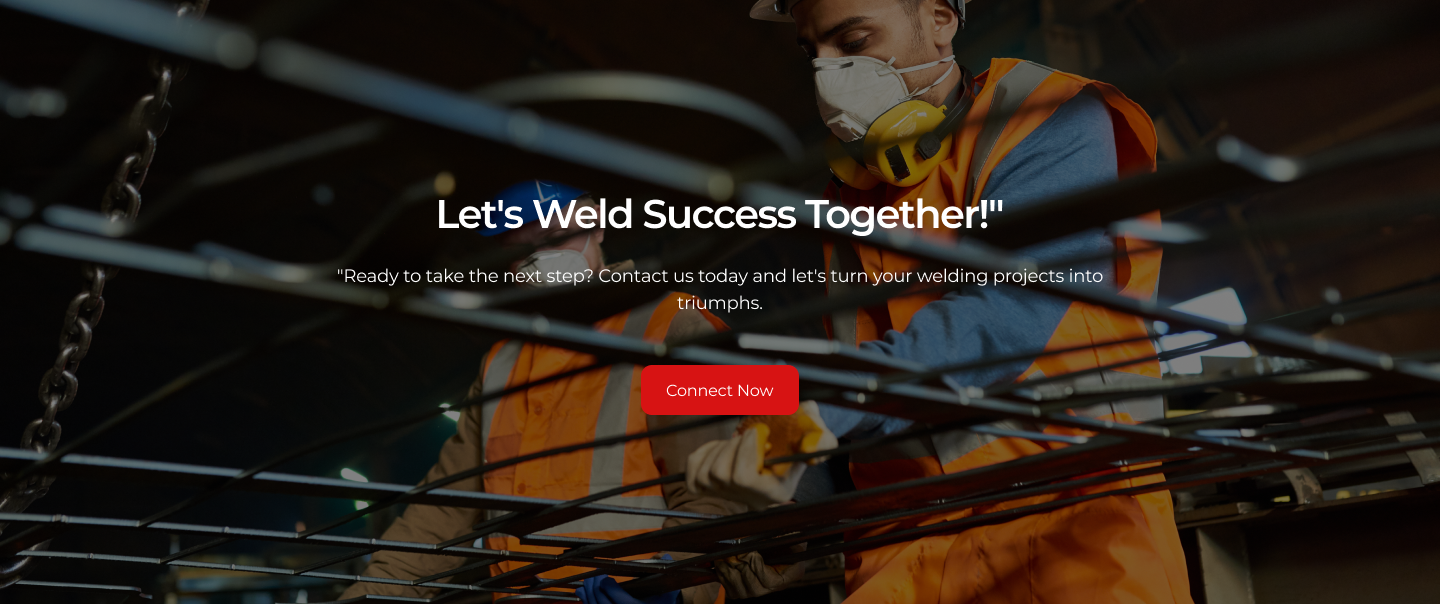 Let's Weld Success Together!"
"Ready to take the next step? Contact us today and let's turn your welding projects into
triumphs.
Connect Now